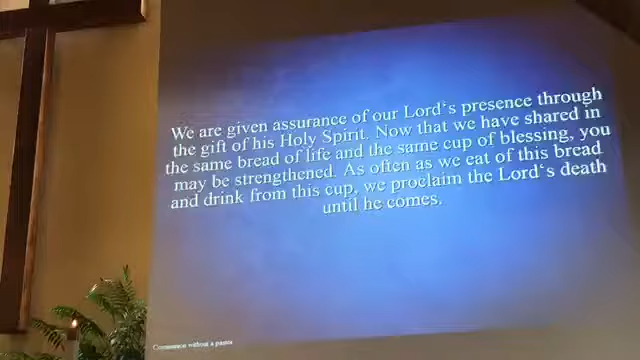 We are given assurance of our Lord's presence through
the gift of his Holy Spirit. Now that we have shared in
the same bread of life and the same cup of blessing, you
may be strengthened. As often as we eat of this bread
and drink from this cup, we proclaim the Lord's death
until he comes.
Communion without a pastor